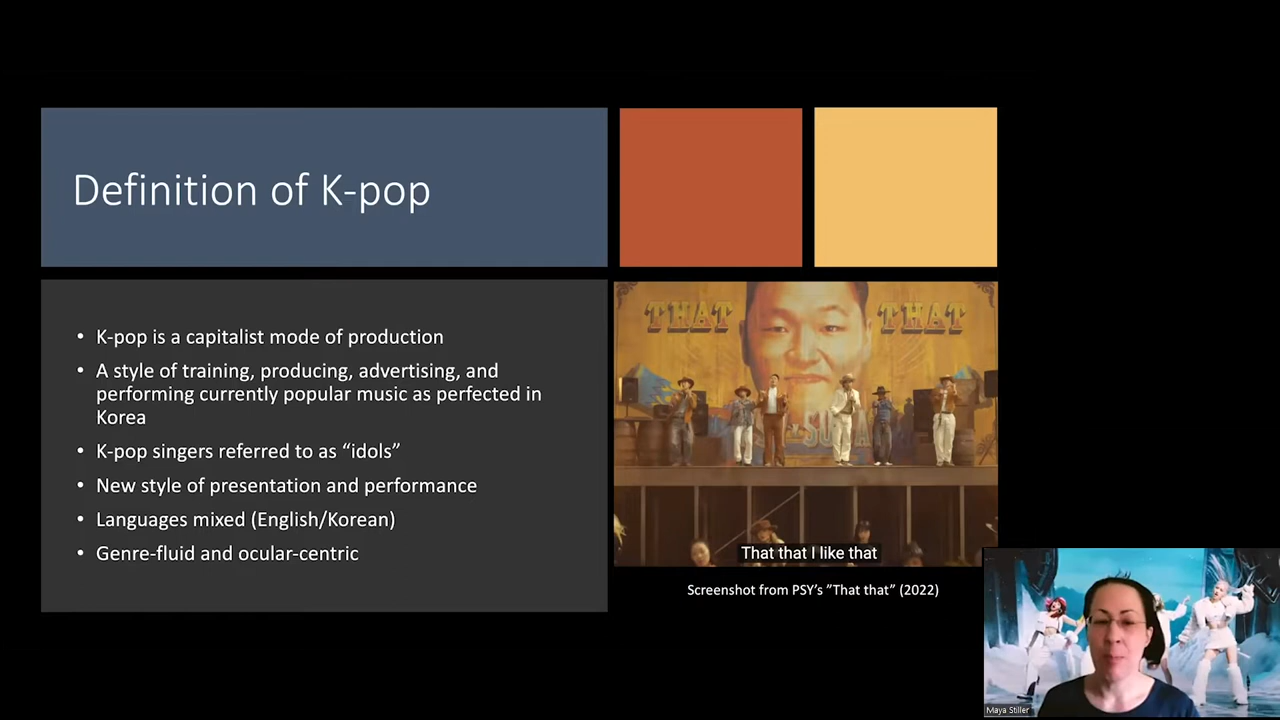 Definition of K-pop
• K-pop is a capitalist mode of production
• A style of training, producing, advertising, and
performing currently popular music as perfected in
Korea
• K-pop singers referred to as “idols”
• New style of presentation and performance
• Languages mixed (English/Korean)
• Genre-fluid and ocular-centric
THAT THAT
That that I like that
Screenshot from PSY’s ”That that” (2022)
Maya Stiller